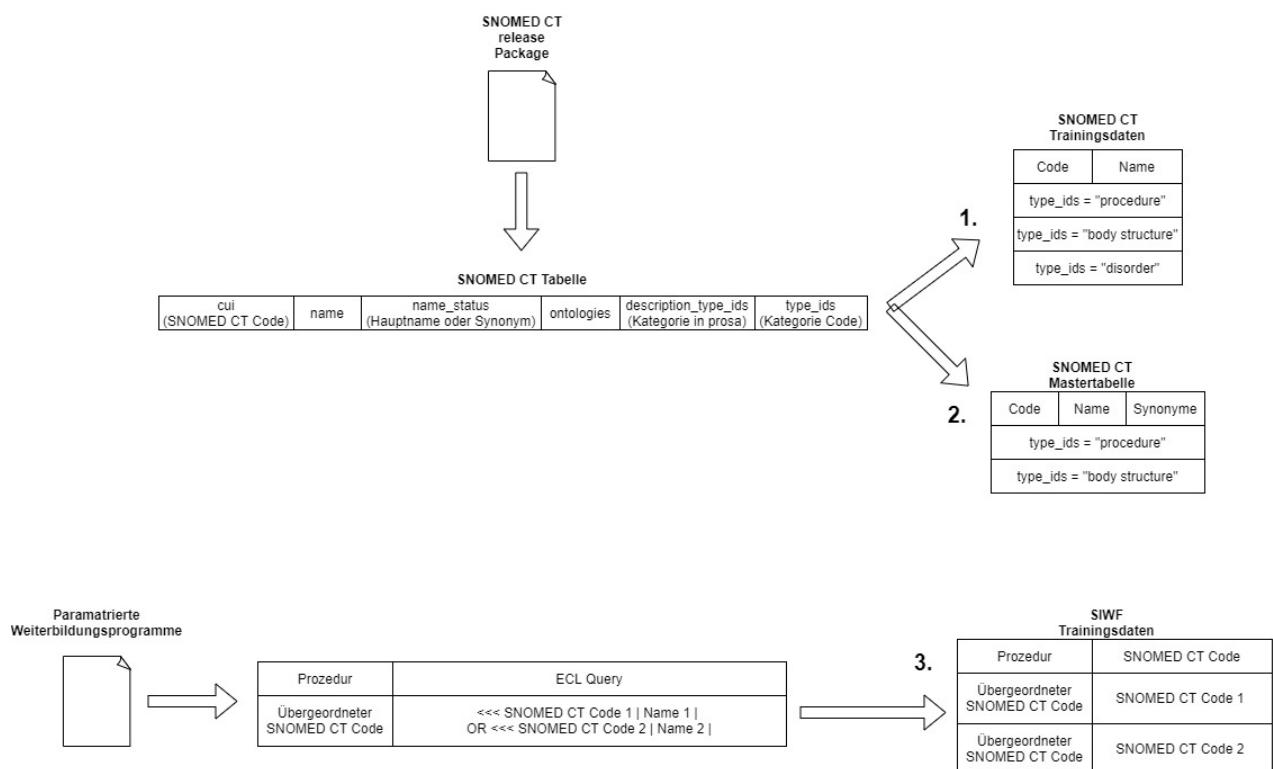 SNOMED CT
release
Package
SNOMED CT
Trainingsdaten
Code Name
type_ids = "procedure"
1.
type_ids = "body structure"
type_ids = "disorder"
SNOMED CT Tabelle
cui
(SNOMED CT Code)
name
name_status
(Hauptname oder Synonym)
ontologies
description_type_ids
(Kategorie in prosa)
type_ids
(Kategorie Code)
SNOMED CT
Mastertabelle
2.
Code Name Synonyme
type_ids = "procedure"
type_ids = "body structure"
Paramatrierte
Weiterbildungsprogramme
Prozedur ECL Query
Übergeordneter
SNOMED CT Code
<<< SNOMED CT Code 1 | Name 1 |
OR <<< SNOMED CT Code 2 | Name 2 |
3.
SIWF
Trainingsdaten
Prozedur SNOMED CT Code
Übergeordneter
SNOMED CT Code
SNOMED CT Code 1
Übergeordneter
SNOMED CT Code
SNOMED CT Code 2